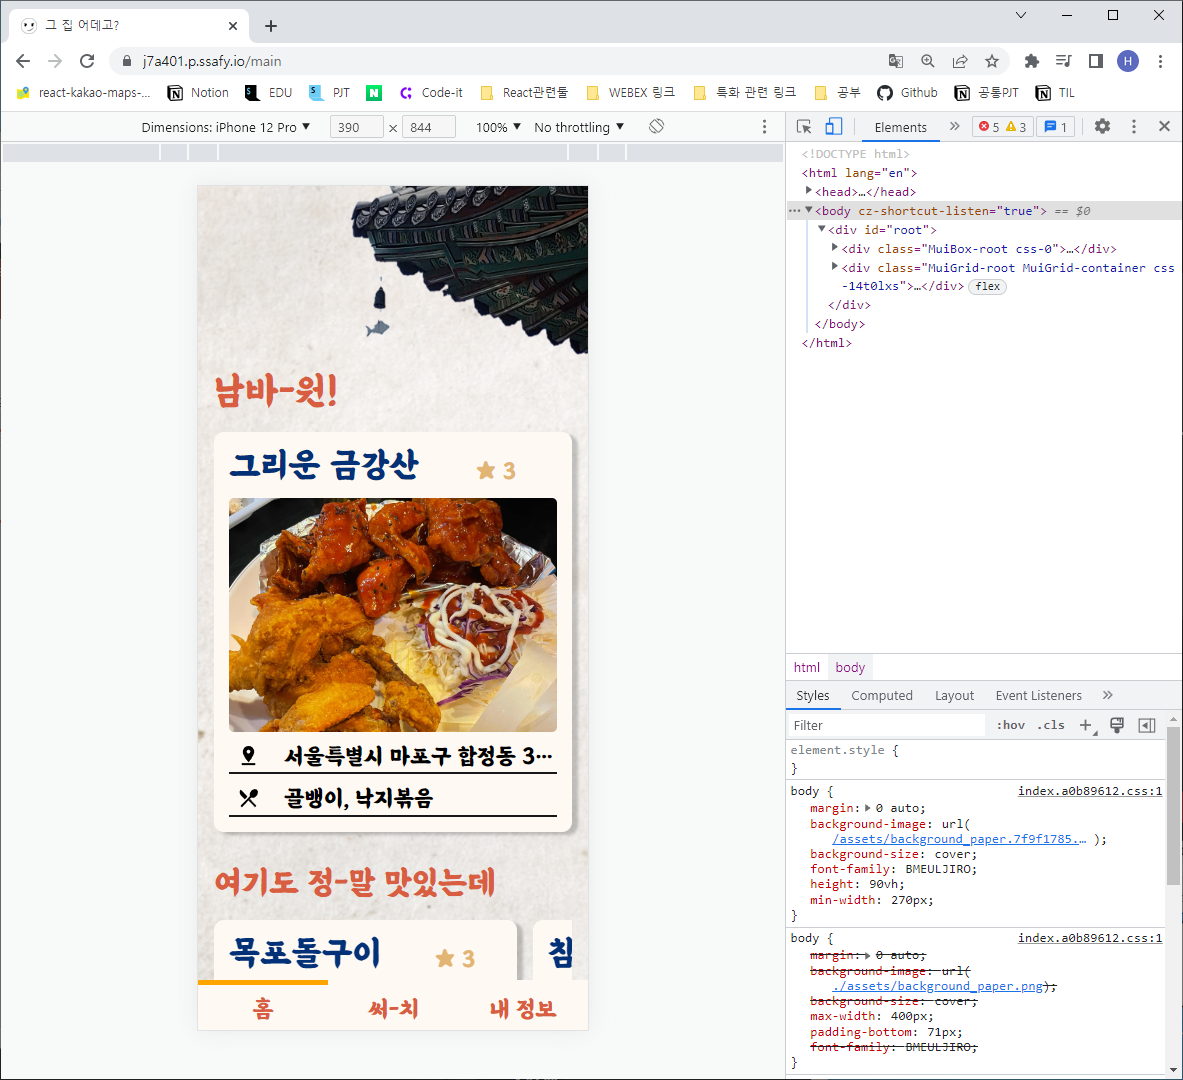 그 집 어데고?
j7a401.p.ssafy.io/main
H
react-kakao-maps-...
Notion
EDU
PJT
Code-it
React관련툴
WEBEX 링크
특화 관련 링크
공부
Github
공통PJT
TIL
Dimensions: iPhone 12 Pro
390 × 844
100%
No throttling
Elements
5 3 1
<!DOCTYPE html>
<html lang="en">
<head>…</head>
<body cz-shortcut-listen="true"> == $0
<div id="root">
<div class="MuiBox-root css-0">…</div>
<div class="MuiGrid-root MuiGrid-container css
-14t0lxs">…</div> flex
</div>
</body>
</html>
남바-원!
그리운 금강산
3
서울특별시 마포구 합정동 3…
골뱅이, 낙지볶음
여기도 정-말 맛있는데
목포돌구이
3
홈
써-치
내 정보
html body
Styles Computed Layout Event Listeners
Filter
:hov .cls
element.style {
}
body {
index.a0b89612.css:1
margin: 0 auto;
background-image: url(
/assets/background_paper.7f9f1785.… );
background-size: cover;
font-family: BMEULJIRO;
height: 90vh;
min-width: 270px;
}
body {
index.a0b89612.css:1
margin: 0 auto;
background-image: url(
./assets/background_paper.png);
background-size: cover;
max-width: 400px;
padding-bottom: 71px;
font-family: BMEULJIRO;
}